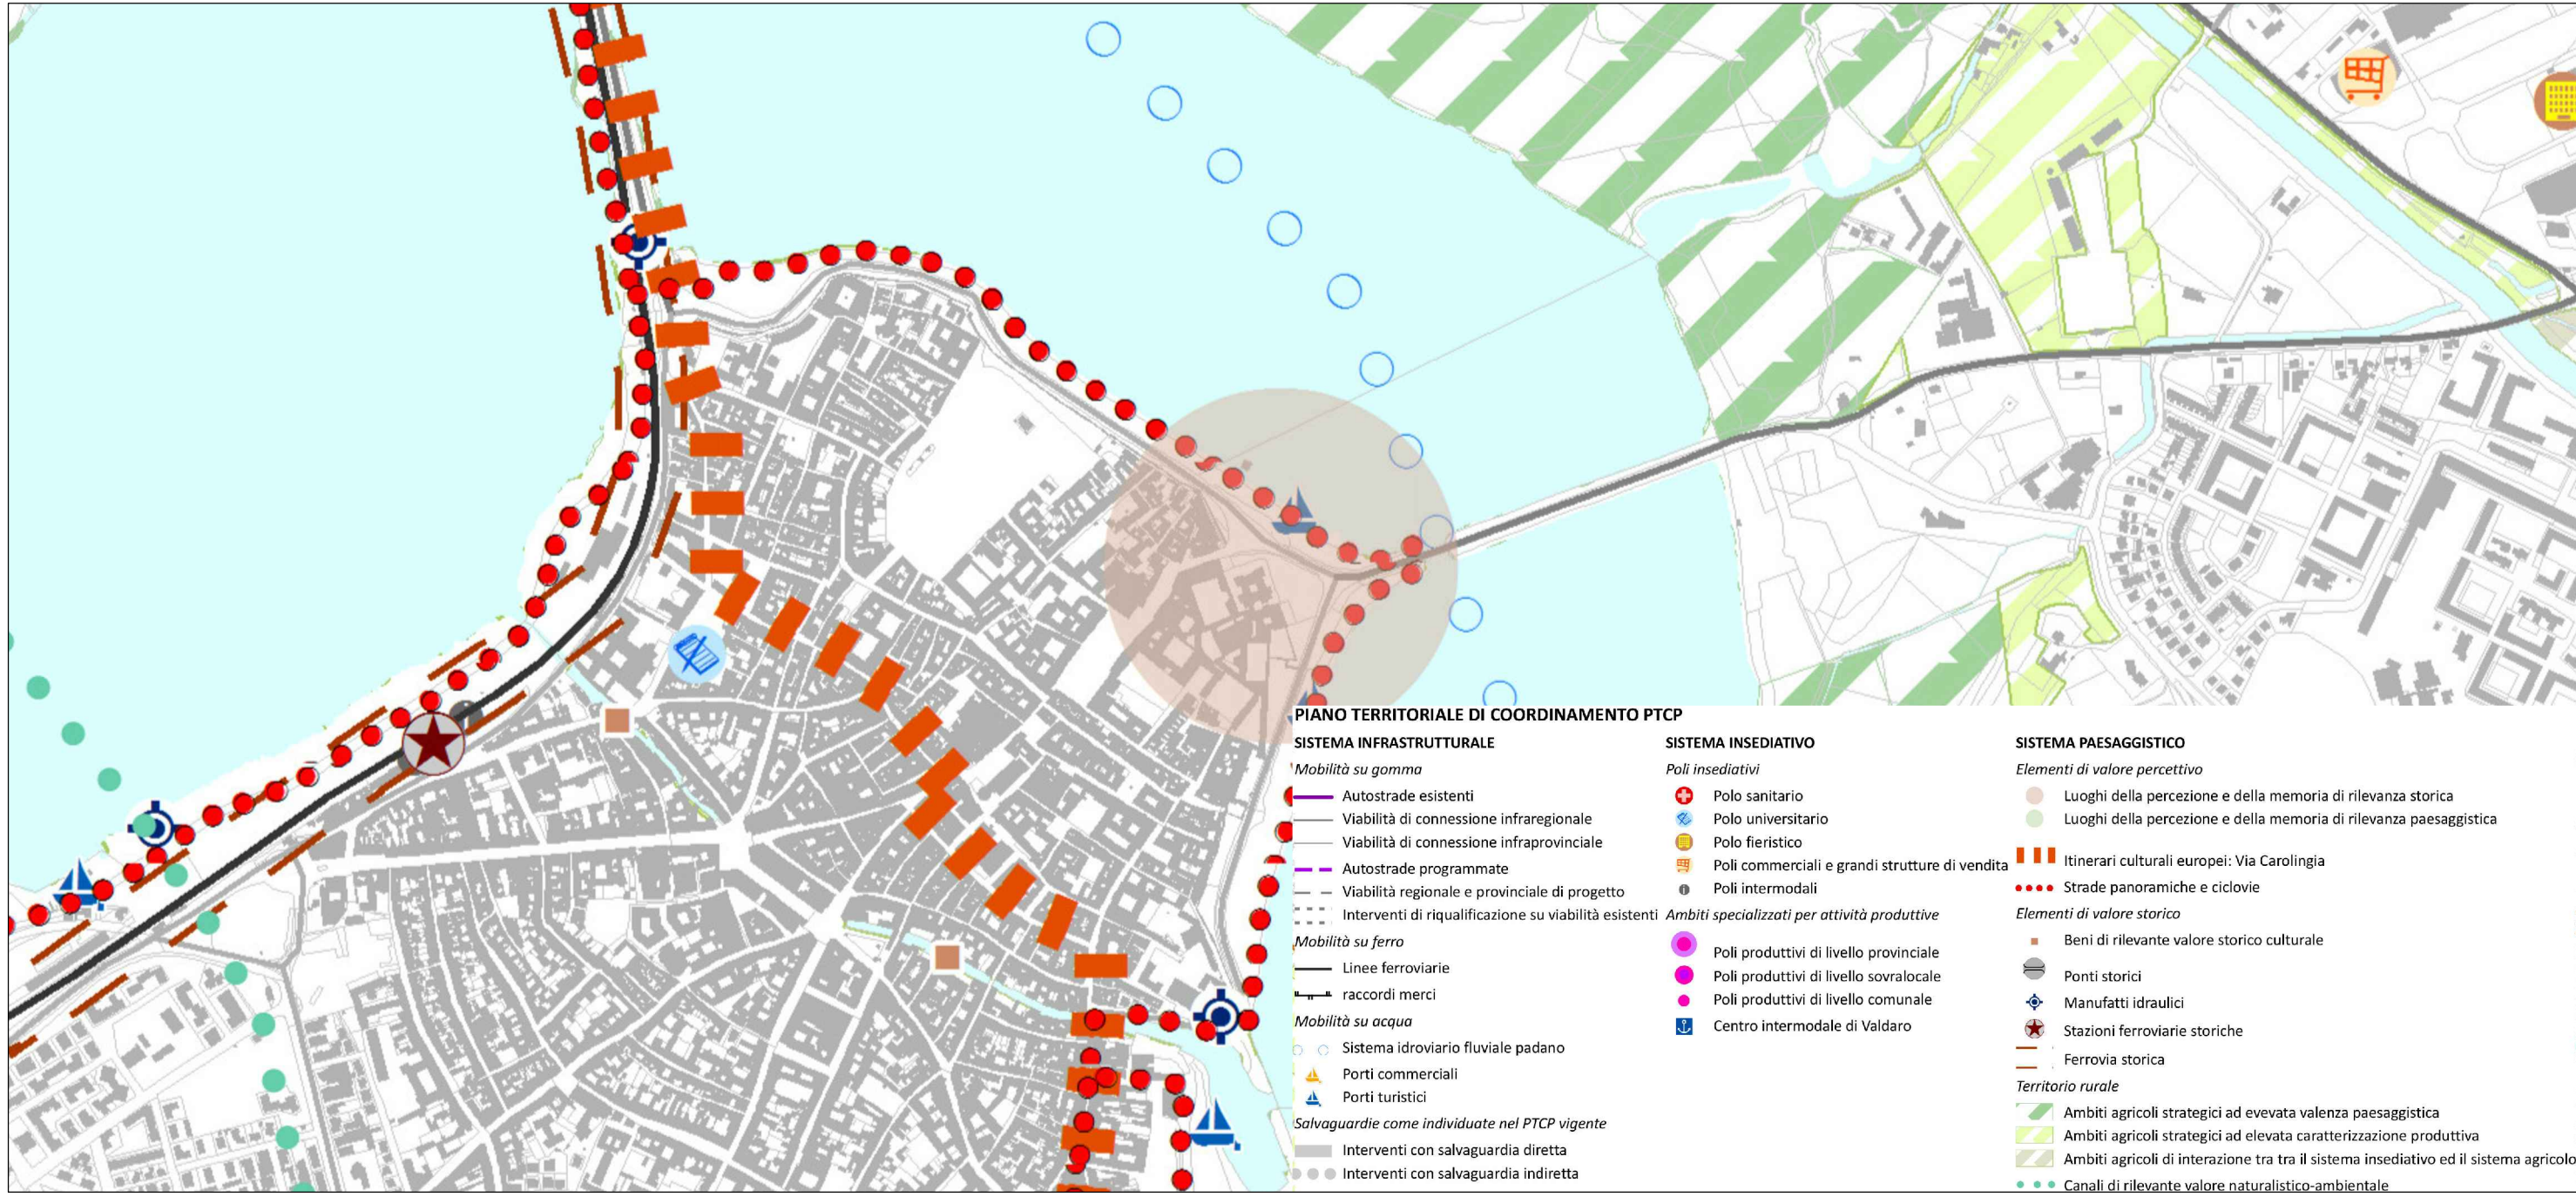 PIANO TERRITORIALE DI COORDINAMENTO PTCP
SISTEMA INFRASTRUTTURALE
Mobilità su gomma
Autostrade esistenti
Viabilità di connessione infraregionale
Viabilità di connessione infraprovinciale
Autostrade programmate
Viabilità regionale e provinciale di progetto
Interventi di riqualificazione su viabilità esistenti
Mobilità su ferro
Linee ferroviarie
raccordi merci
Mobilità su acqua
Sistema idroviario fluviale padano
Porti commerciali
Porti turistici
Salvaguardie come individuate nel PTCP vigente
Interventi con salvaguardia diretta
Interventi con salvaguardia indiretta
SISTEMA INSEDIATIVO
Poli insediativi
Polo sanitario
Polo universitario
Polo fieristico
Poli commerciali e grandi strutture di vendita
Poli intermodali
Ambiti specializzati per attività produttive
Poli produttivi di livello provinciale
Poli produttivi di livello sovralocale
Poli produttivi di livello comunale
Centro intermodale di Valdaro
SISTEMA PAESAGGISTICO
Elementi di valore percettivo
Luoghi della percezione e della memoria di rilevanza storica
Luoghi della percezione e della memoria di rilevanza paesaggistica
Itinerari culturali europei: Via Carolingia
Strade panoramiche e ciclovie
Elementi di valore storico
Beni di rilevante valore storico culturale
Ponti storici
Manufatti idraulici
Stazioni ferroviarie storiche
Ferrovia storica
Territorio rurale
Ambiti agricoli strategici ad evevata valenza paesaggistica
Ambiti agricoli strategici ad elevata caratterizzazione produttiva
Ambiti agricoli di interazione tra tra il sistema insediativo ed il sistema agricolo
Canali di rilevante valore naturalistico-ambientale